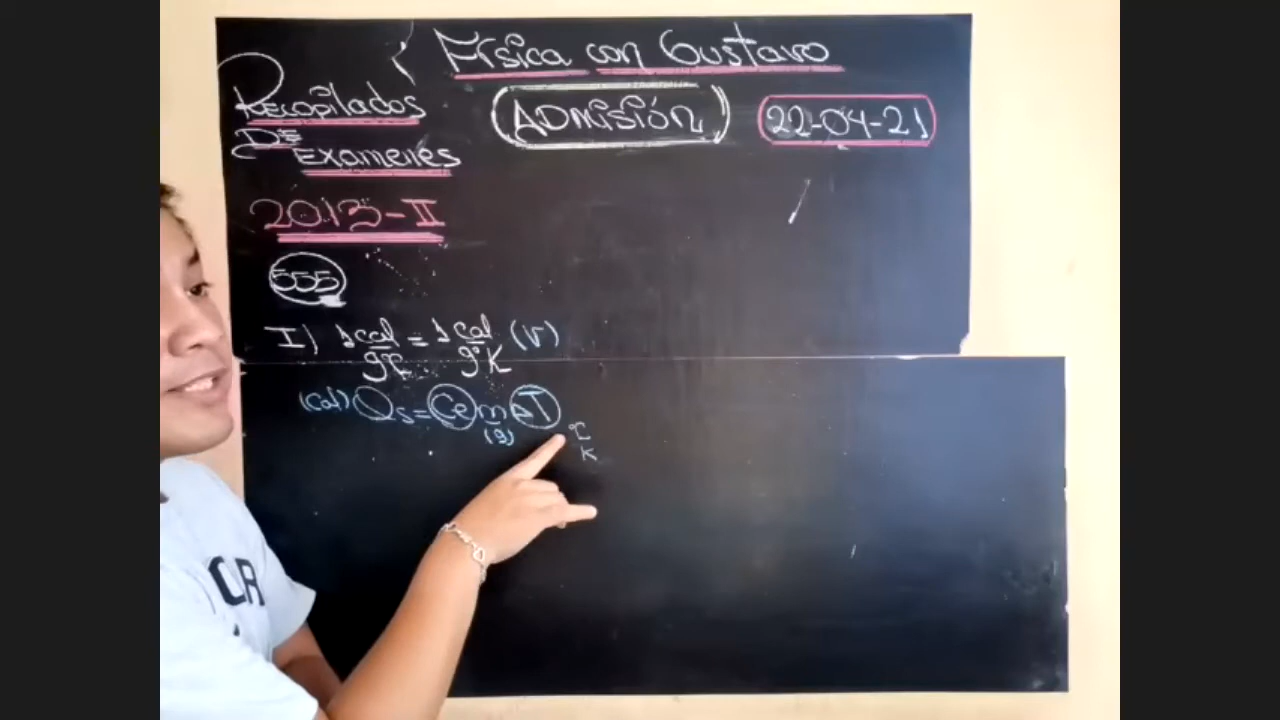 Física con Gustavo
Recopilados
De
Examenes
ADMISIÓN
22-04-21
2013-II
555
I) 1 cal/g℃ = 1 cal/g°K (V)
(cal) Qs = Ce m ΔT
(g)
℃
K